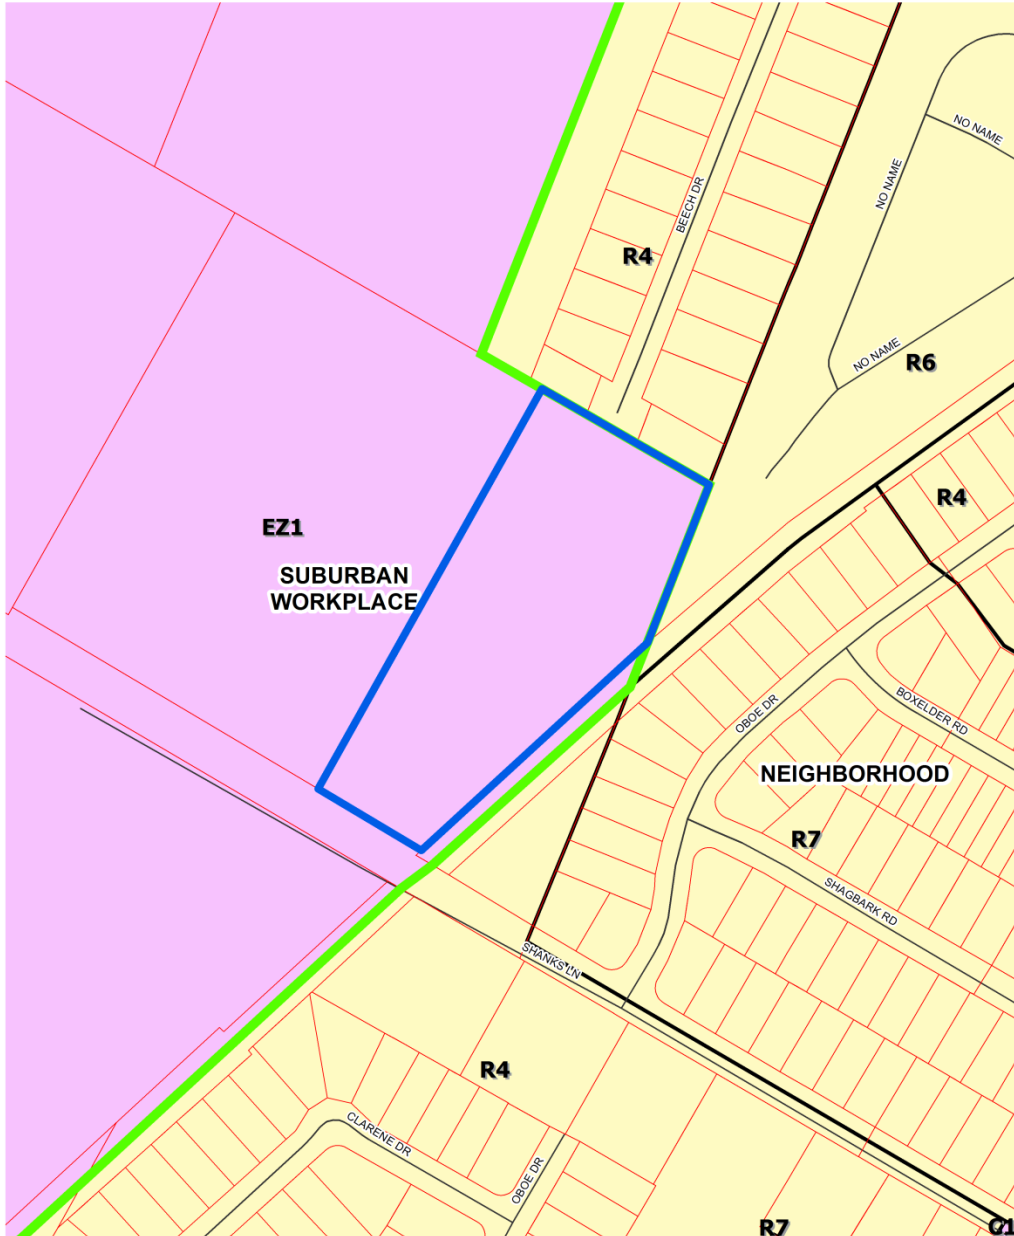 NO NAME
NO NAME
BEECH DR
R4
NO NAME
R6
R4
EZ1
SUBURBAN
WORKPLACE
BOXELDER RD
OBOE DR
NEIGHBORHOOD
R7
SHAGBARK RD
SHANKS LN
R4
CLARENE DR
OBOE DR
R7
C1